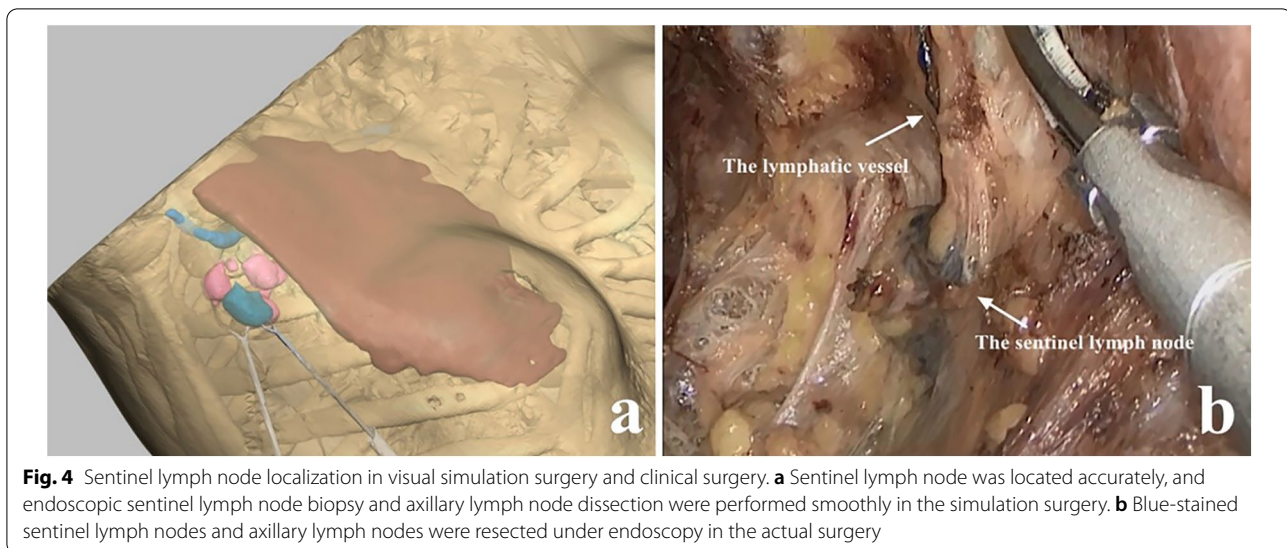 The lymphatic vessel
The sentinel lymph node
a
b
Fig. 4 Sentinel lymph node localization in visual simulation surgery and clinical surgery. a Sentinel lymph node was located accurately, and
endoscopic sentinel lymph node biopsy and axillary lymph node dissection were performed smoothly in the simulation surgery. b Blue-stained
sentinel lymph nodes and axillary lymph nodes were resected under endoscopy in the actual surgery